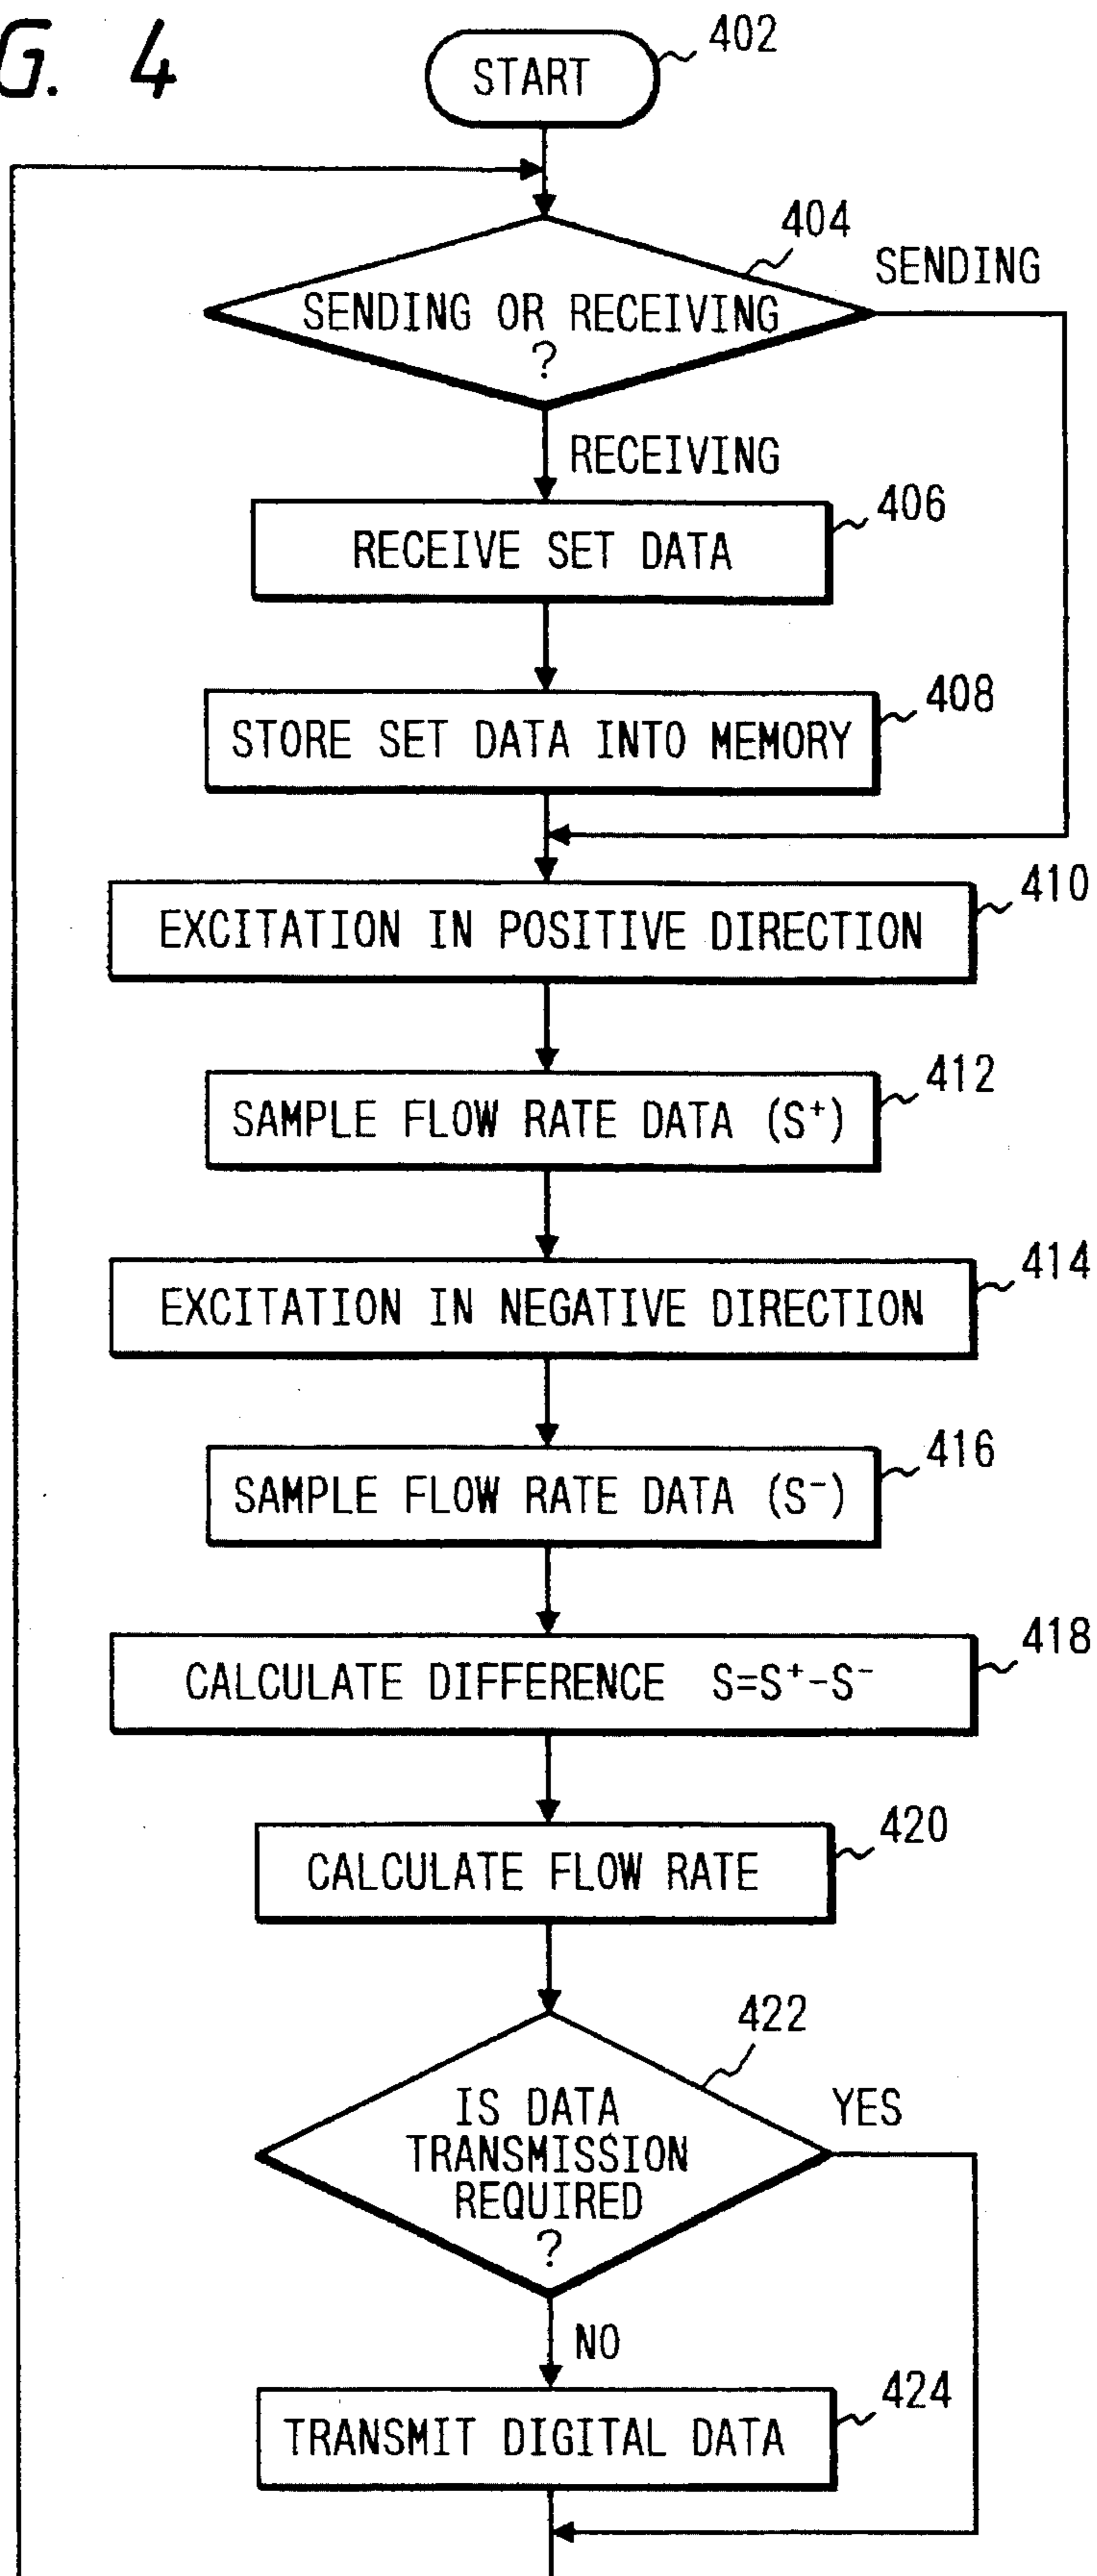 G. 4
START
402
404
SENDING
SENDING OR RECEIVING
?
RECEIVING
406
RECEIVE SET DATA
408
STORE SET DATA INTO MEMORY
410
EXCITATION IN POSITIVE DIRECTION
412
SAMPLE FLOW RATE DATA (S⁺)
414
EXCITATION IN NEGATIVE DIRECTION
416
SAMPLE FLOW RATE DATA (S⁻)
418
CALCULATE DIFFERENCE S=S⁺-S⁻
420
CALCULATE FLOW RATE
422
YES
IS DATA
TRANSMISSION
REQUIRED
?
NO
424
TRANSMIT DIGITAL DATA